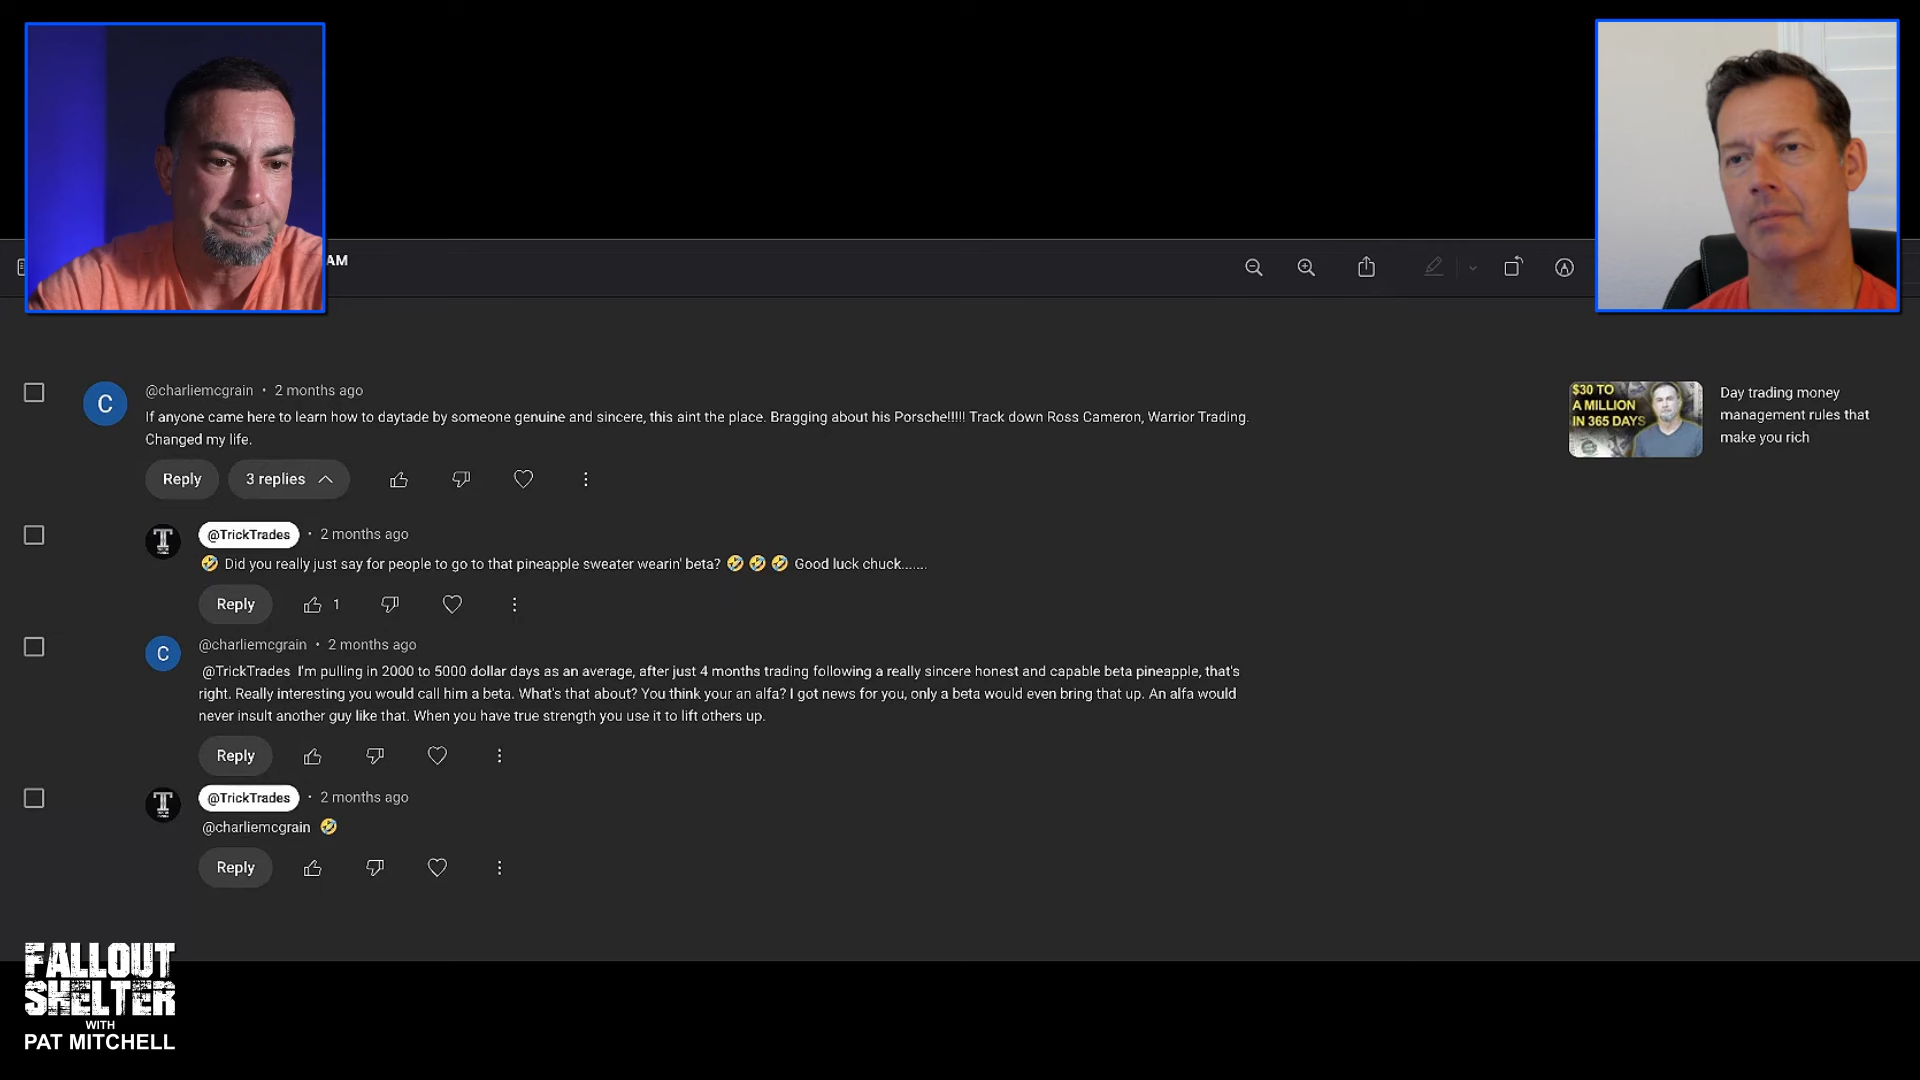 AM
@charliemcgrain • 2 months ago
If anyone came here to learn how to daytade by someone genuine and sincere, this aint the place. Bragging about his Porsche!!!!! Track down Ross Cameron, Warrior Trading.
Changed my life.
Reply 3 replies
$30 TO
A MILLION
IN 365 DAYS
Day trading money
management rules that
make you rich
@TrickTrades • 2 months ago
🤣 Did you really just say for people to go to that pineapple sweater wearin' beta? 🤣 🤣 🤣 Good luck chuck.......
Reply 1
@charliemcgrain • 2 months ago
@TrickTrades I'm pulling in 2000 to 5000 dollar days as an average, after just 4 months trading following a really sincere honest and capable beta pineapple, that's
right. Really interesting you would call him a beta. What's that about? You think your an alfa? I got news for you, only a beta would even bring that up. An alfa would
never insult another guy like that. When you have true strength you use it to lift others up.
Reply
@TrickTrades • 2 months ago
@charliemcgrain 🤣
Reply
FALLOUT
SHELTER
WITH
PAT MITCHELL